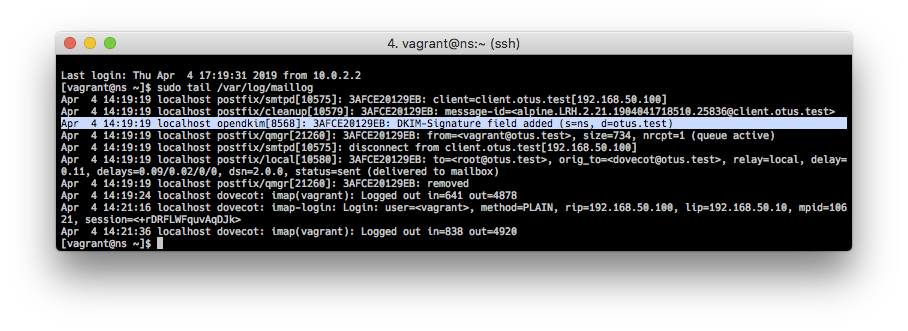 4. vagrant@ns:~ (ssh)
Last login: Thu Apr  4 17:19:31 2019 from 10.0.2.2
[vagrant@ns ~]$ sudo tail /var/log/maillog
Apr  4 14:19:19 localhost postfix/smtpd[10575]: 3AFCE20129EB: client=client.otus.test[192.168.50.100]
Apr  4 14:19:19 localhost postfix/cleanup[10579]: 3AFCE20129EB: message-id=<alpine.LRH.2.21.1904041718510.25836@client.otus.test>
Apr  4 14:19:19 localhost opendkim[8568]: 3AFCE20129EB: DKIM-Signature field added (s=ns, d=otus.test)
Apr  4 14:19:19 localhost postfix/qmgr[21260]: 3AFCE20129EB: from=<vagrant@otus.test>, size=734, nrcpt=1 (queue active)
Apr  4 14:19:19 localhost postfix/smtpd[10575]: disconnect from client.otus.test[192.168.50.100]
Apr  4 14:19:19 localhost postfix/local[10580]: 3AFCE20129EB: to=<root@otus.test>, orig_to=<dovecot@otus.test>, relay=local, delay=
0.11, delays=0.09/0.02/0/0, dsn=2.0.0, status=sent (delivered to mailbox)
Apr  4 14:19:19 localhost postfix/qmgr[21260]: 3AFCE20129EB: removed
Apr  4 14:19:24 localhost dovecot: imap(vagrant): Logged out in=641 out=4878
Apr  4 14:21:16 localhost dovecot: imap-login: Login: user=<vagrant>, method=PLAIN, rip=192.168.50.100, lip=192.168.50.10, mpid=106
21, session=<+rDRFLWFquvAqDJk>
Apr  4 14:21:36 localhost dovecot: imap(vagrant): Logged out in=838 out=4920
[vagrant@ns ~]$